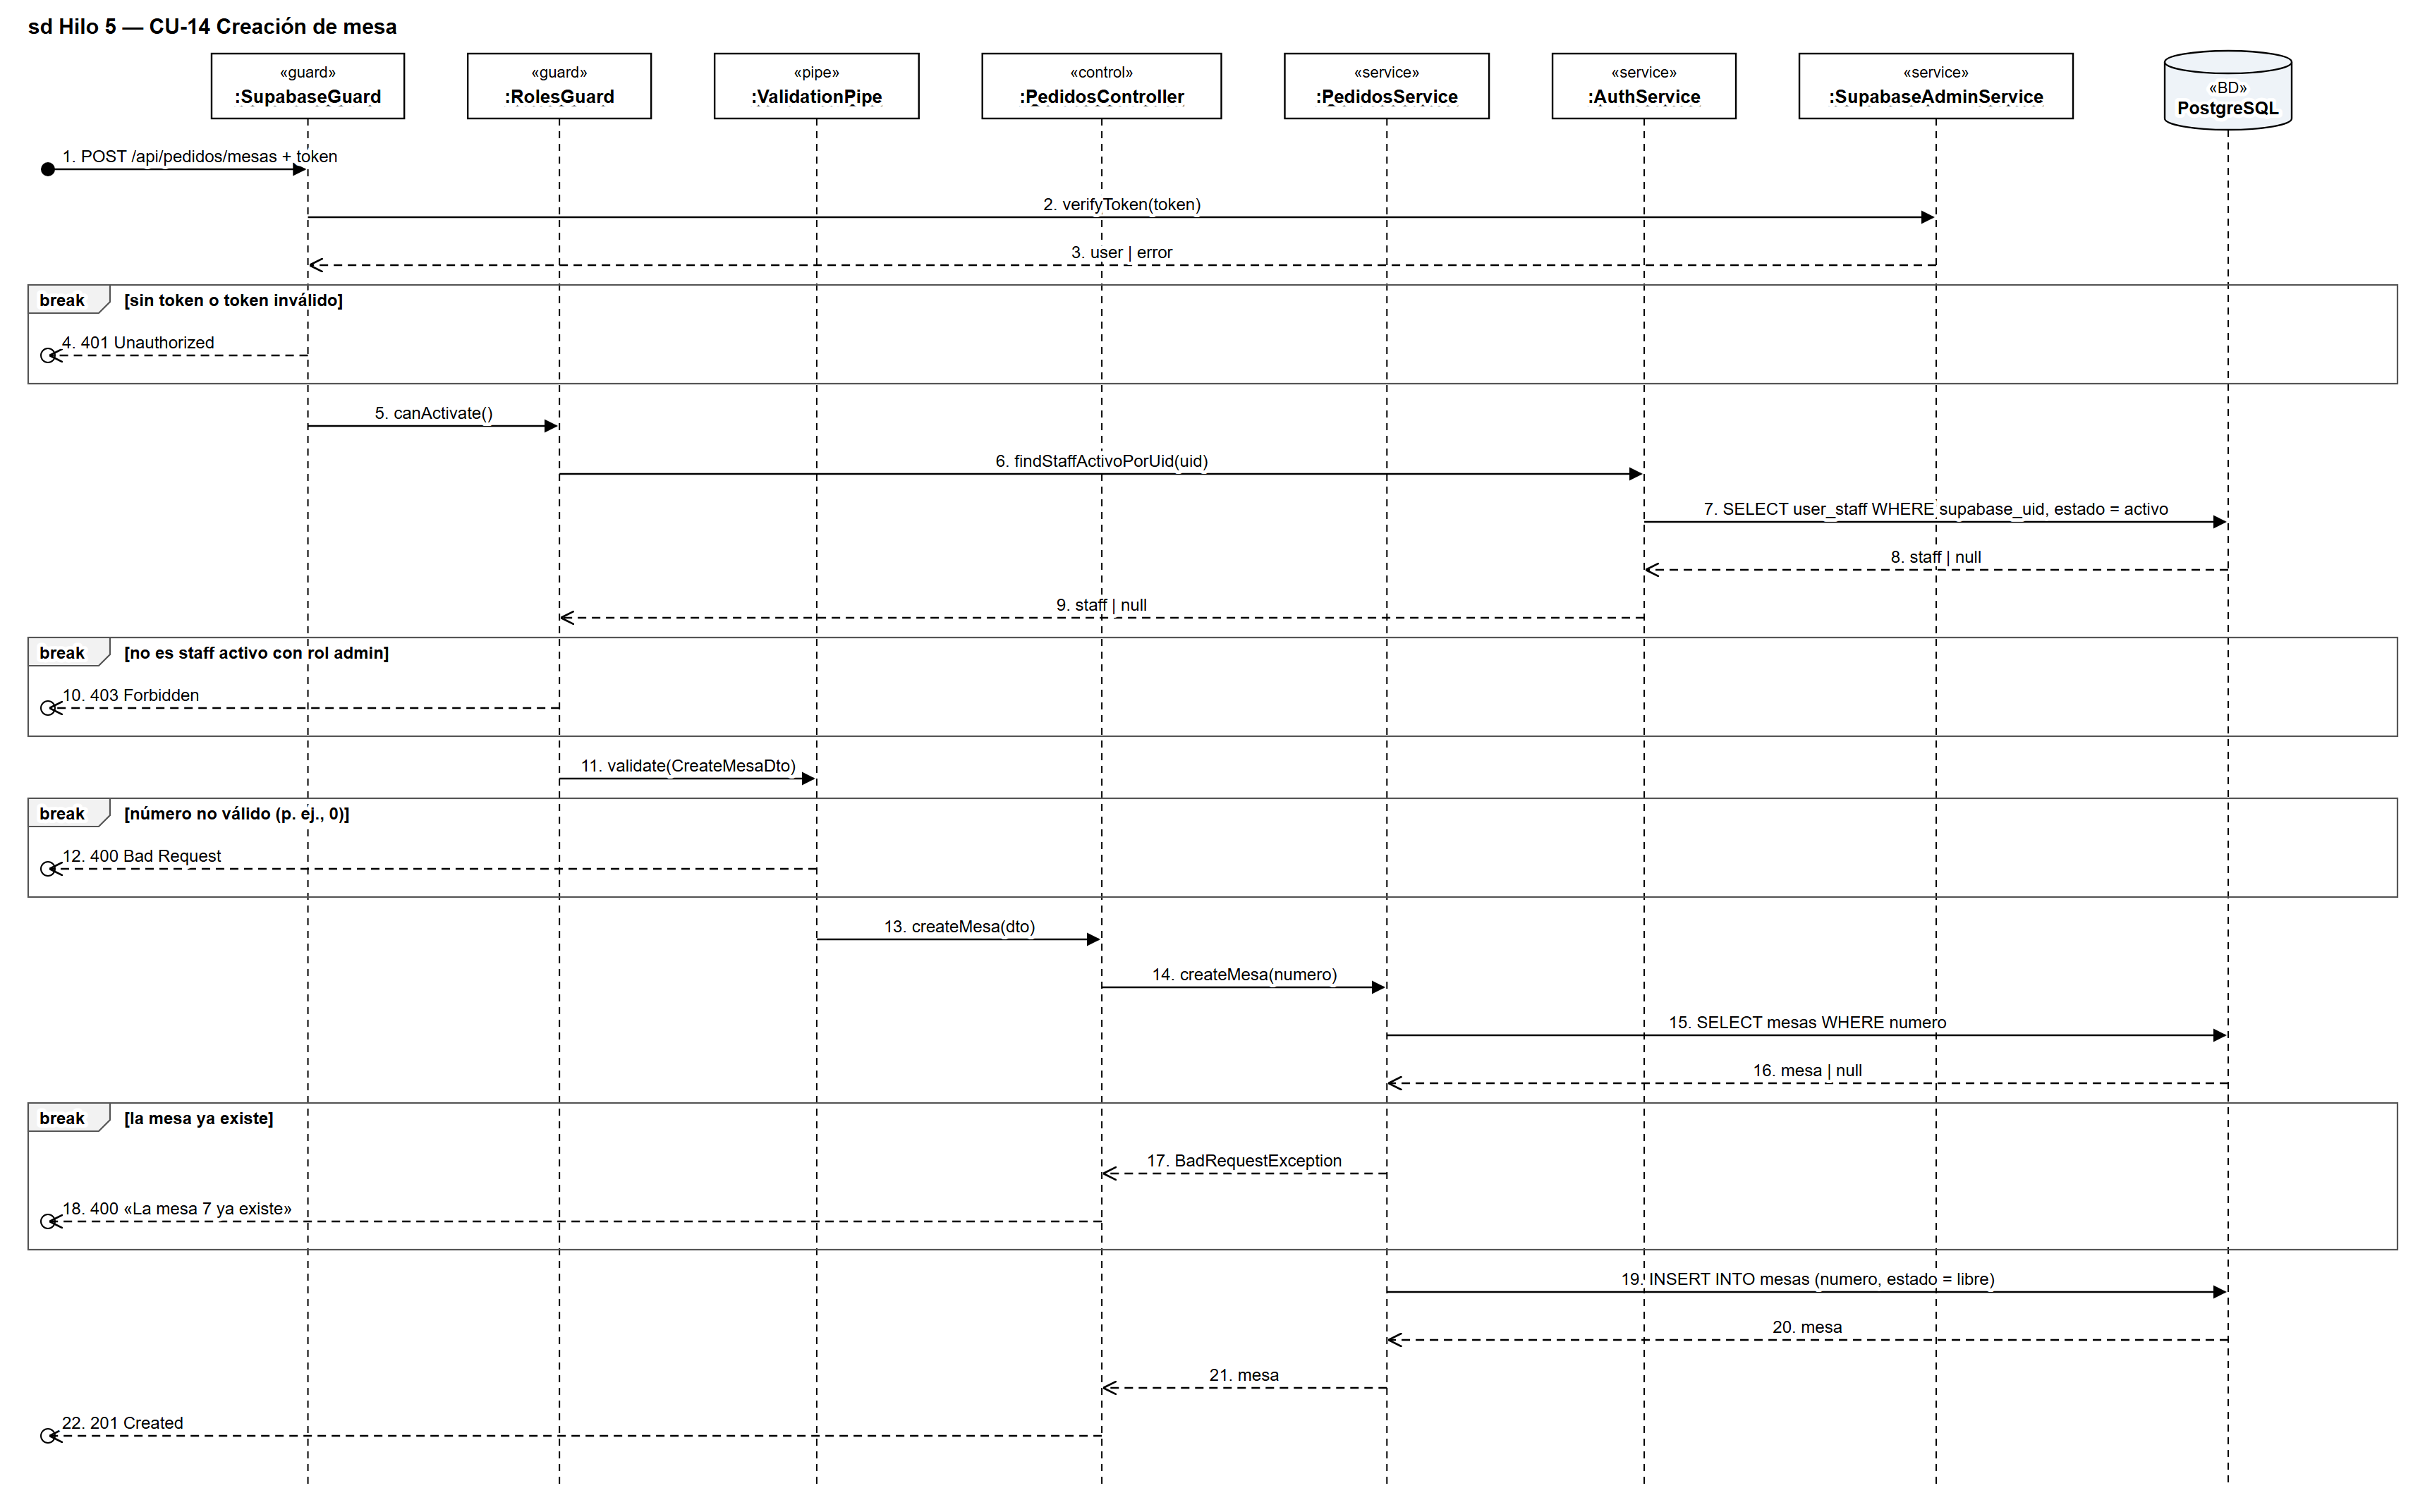 sd Hilo 5 — CU-14 Creación de mesa
«guard»
:SupabaseGuard
«guard»
:RolesGuard
«pipe»
:ValidationPipe
«control»
:PedidosController
«service»
:PedidosService
«service»
:AuthService
«service»
:SupabaseAdminService
«BD»
PostgreSQL
1. POST /api/pedidos/mesas + token
2. verifyToken(token)
3. user | error
break [sin token o token inválido]
4. 401 Unauthorized
5. canActivate()
6. findStaffActivoPorUid(uid)
7. SELECT user_staff WHERE supabase_uid, estado = activo
8. staff | null
9. staff | null
break [no es staff activo con rol admin]
10. 403 Forbidden
11. validate(CreateMesaDto)
break [número no válido (p. ej., 0)]
12. 400 Bad Request
13. createMesa(dto)
14. createMesa(numero)
15. SELECT mesas WHERE numero
16. mesa | null
break [la mesa ya existe]
17. BadRequestException
18. 400 «La mesa 7 ya existe»
19. INSERT INTO mesas (numero, estado = libre)
20. mesa
21. mesa
22. 201 Created